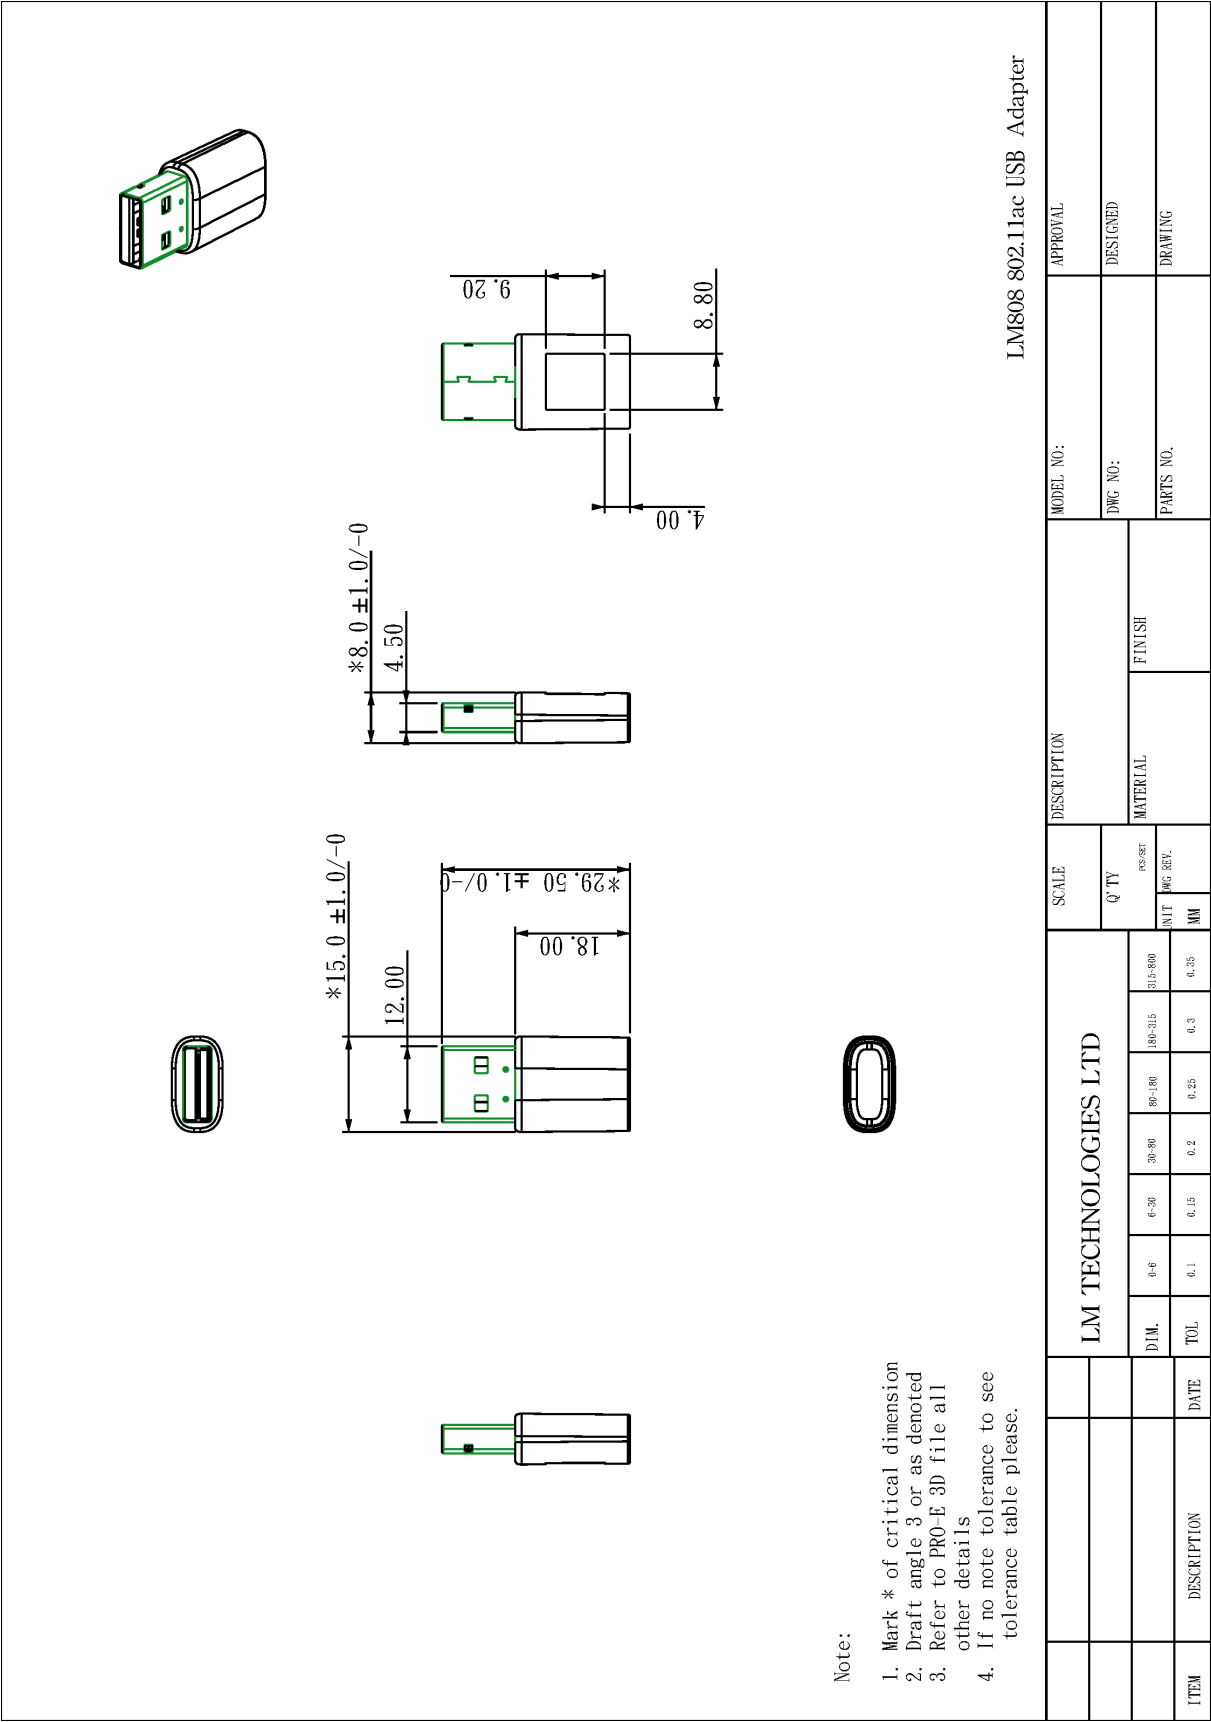 *15.0 ±1.0/-0
12.00
*29.50 ±1.0/-0
18.00
*8.0 ±1.0/-0
4.50
9.20
8.80
4.00
Note:
1. Mark * of critical dimension
2. Draft angle 3 or as denoted
3. Refer to PRO-E 3D file all
other details
4. If no note tolerance to see
tolerance table please.
LM808 802.11ac USB Adapter
ITEM
DESCRIPTION
DATE
LM TECHNOLOGIES LTD
DIM. 0~6 6~30 30~80 80~180 180~315 315~800
TOL 0.1 0.15 0.2 0.25 0.3 0.35
SCALE
Q'TY
PCS/SET
UNIT
MM
DWG REV.
DESCRIPTION
MATERIAL
FINISH
MODEL NO:
DWG NO:
PARTS NO.
APPROVAL
DESIGNED
DRAWING